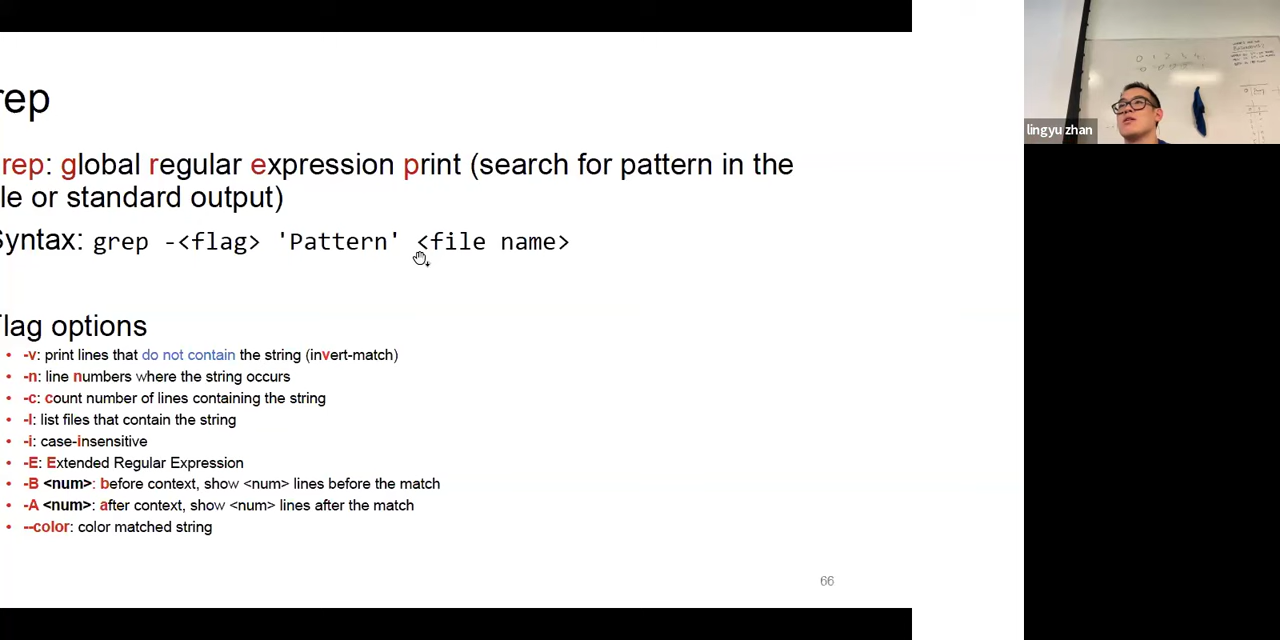 rep
rep: global regular expression print (search for pattern in the
le or standard output)
Syntax: grep -<flag> 'Pattern' <file name>
Flag options
• -v: print lines that do not contain the string (invert-match)
• -n: line numbers where the string occurs
• -c: count number of lines containing the string
• -l: list files that contain the string
• -i: case-insensitive
• -E: Extended Regular Expression
• -B <num>: before context, show <num> lines before the match
• -A <num>: after context, show <num> lines after the match
• --color: color matched string
66
lingyu zhan